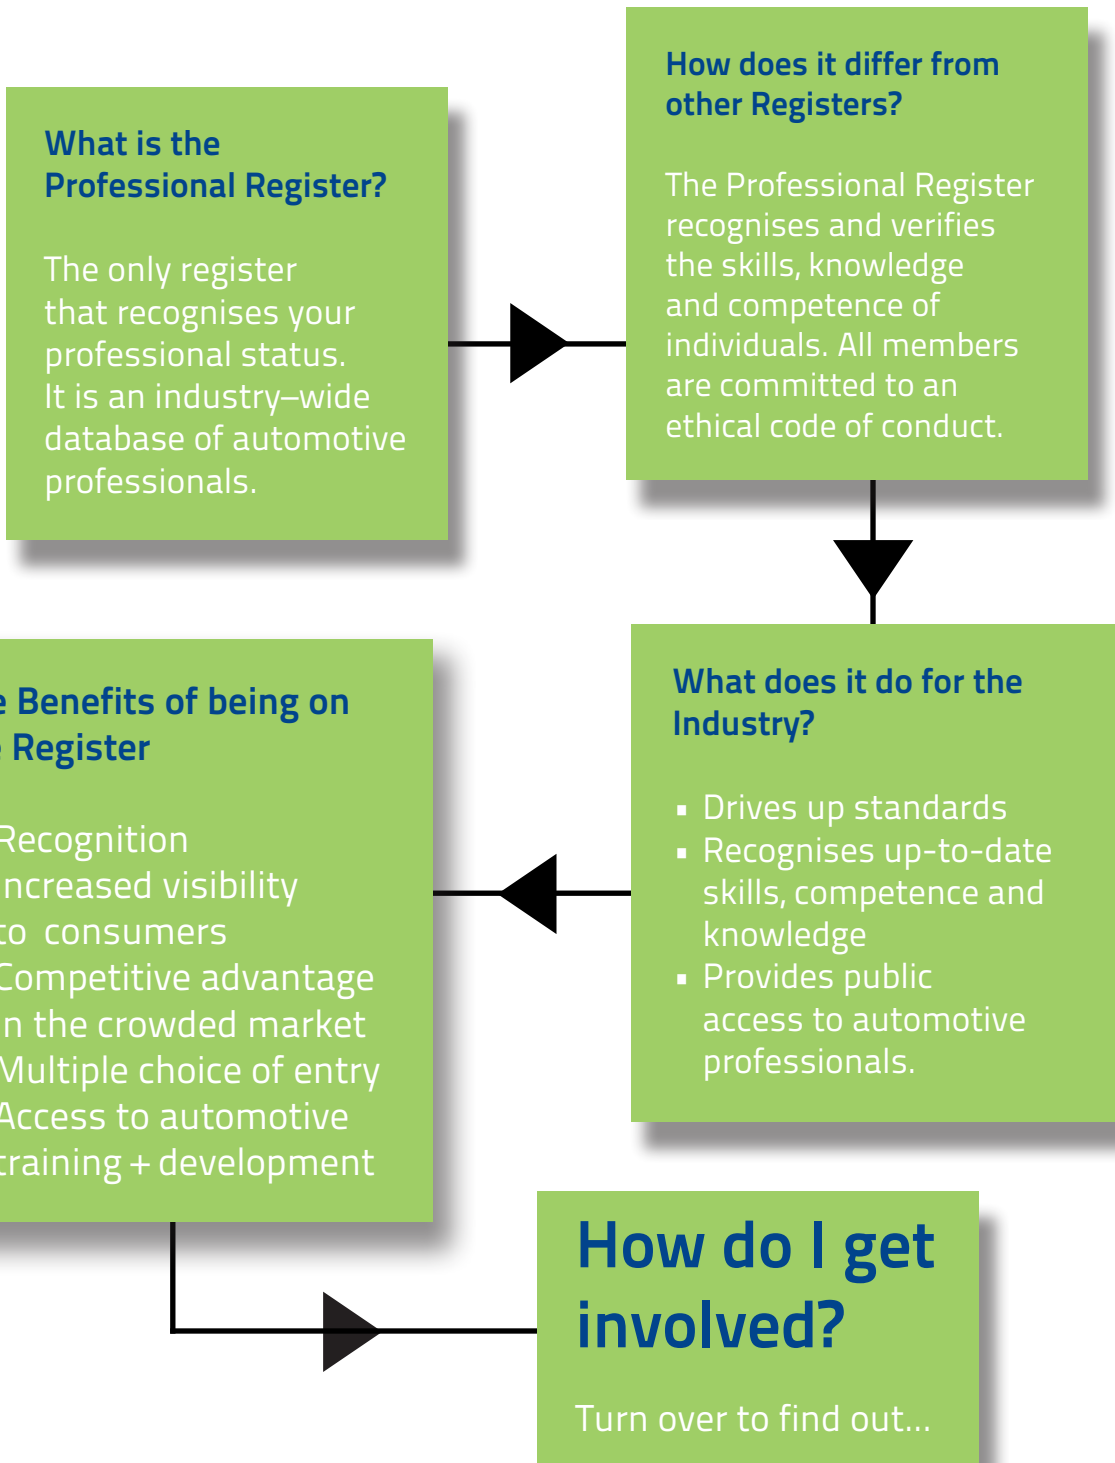 What is the
Professional Register?
The only register
that recognises your
professional status.
It is an industry–wide
database of automotive
professionals.
How does it differ from
other Registers?
The Professional Register
recognises and verifies
the skills, knowledge
and competence of
individuals. All members
are committed to an
ethical code of conduct.
What does it do for the
Industry?
▪ Drives up standards
▪ Recognises up-to-date
skills, competence and
knowledge
▪ Provides public
access to automotive
professionals.
e Benefits of being on
e Register
Recognition
ncreased visibility
to consumers
Competitive advantage
n the crowded market
Multiple choice of entry
Access to automotive
training + development
How do I get
involved?
Turn over to find out...